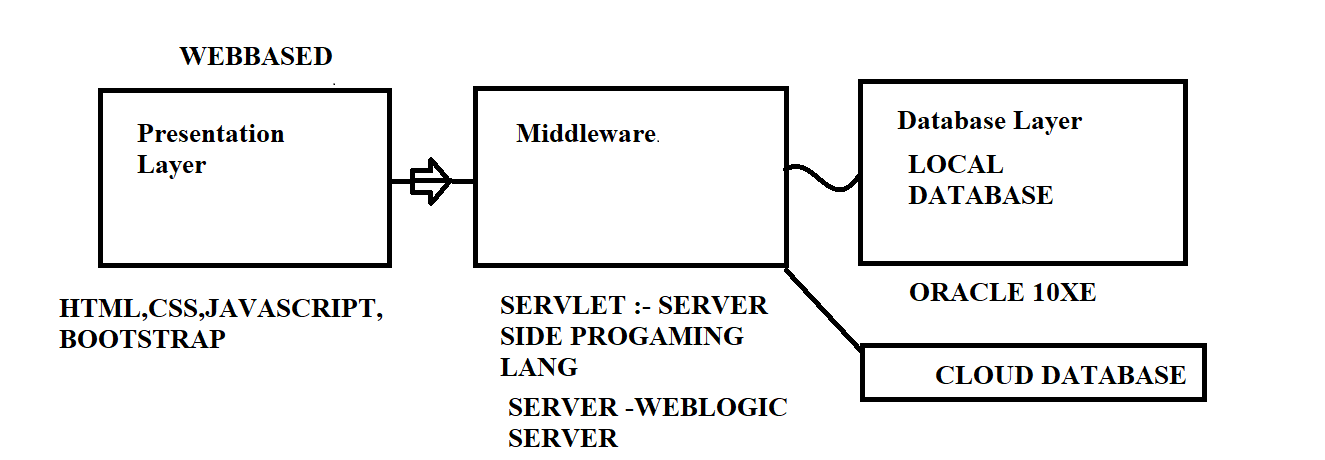 WEBBASED
Presentation
Layer
HTML,CSS,JAVASCRIPT,
BOOTSTRAP
Middleware.
SERVLET :- SERVER
SIDE PROGAMING
LANG
SERVER -WEBLOGIC
SERVER
Database Layer
LOCAL
DATABASE
ORACLE 10XE
CLOUD DATABASE